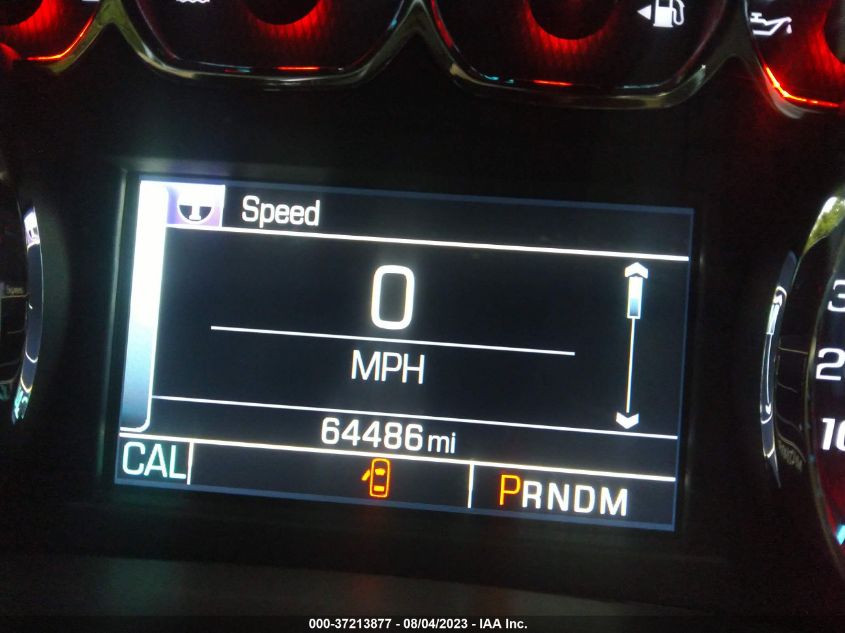 Speed
0
MPH
64486 mi
CAL
PRNDM
000-37213877 - 08/04/2023 - IAA Inc.